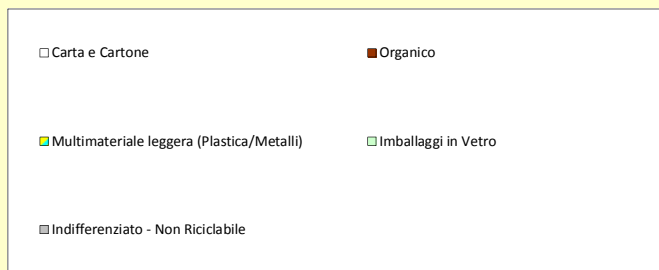 Carta e Cartone
Organico
Multimateriale leggera (Plastica/Metalli)
Imballaggi in Vetro
Indifferenziato - Non Riciclabile